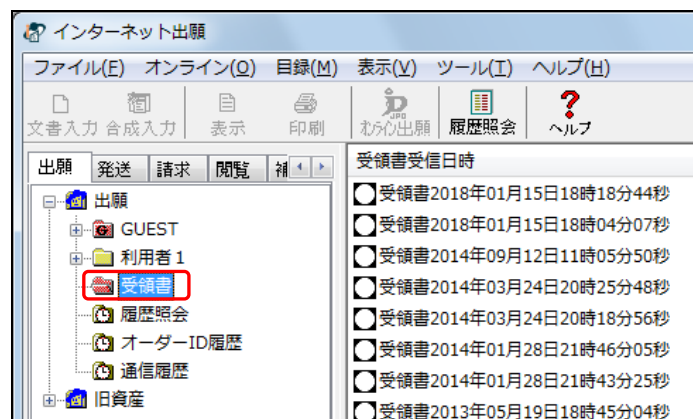 インターネット出願
ファイル(F) オンライン(O) 目録(M) 表示(V) ツール(T) ヘルプ(H)
JPO
文書入力 合成入力 表示 印刷 オンライン出願 履歴照会 ヘルプ
出願 発送 請求 閲覧 補
受領書受信日時
出願
GUEST
利用者1
受領書
履歴照会
オーダーID履歴
通信履歴
旧資産
受領書2018年01月15日18時18分44秒
受領書2018年01月15日18時04分07秒
受領書2014年09月12日11時05分50秒
受領書2014年03月24日20時25分48秒
受領書2014年03月24日20時18分56秒
受領書2014年01月28日21時46分05秒
受領書2014年01月28日21時43分25秒
受領書2013年05月19日18時45分04秒